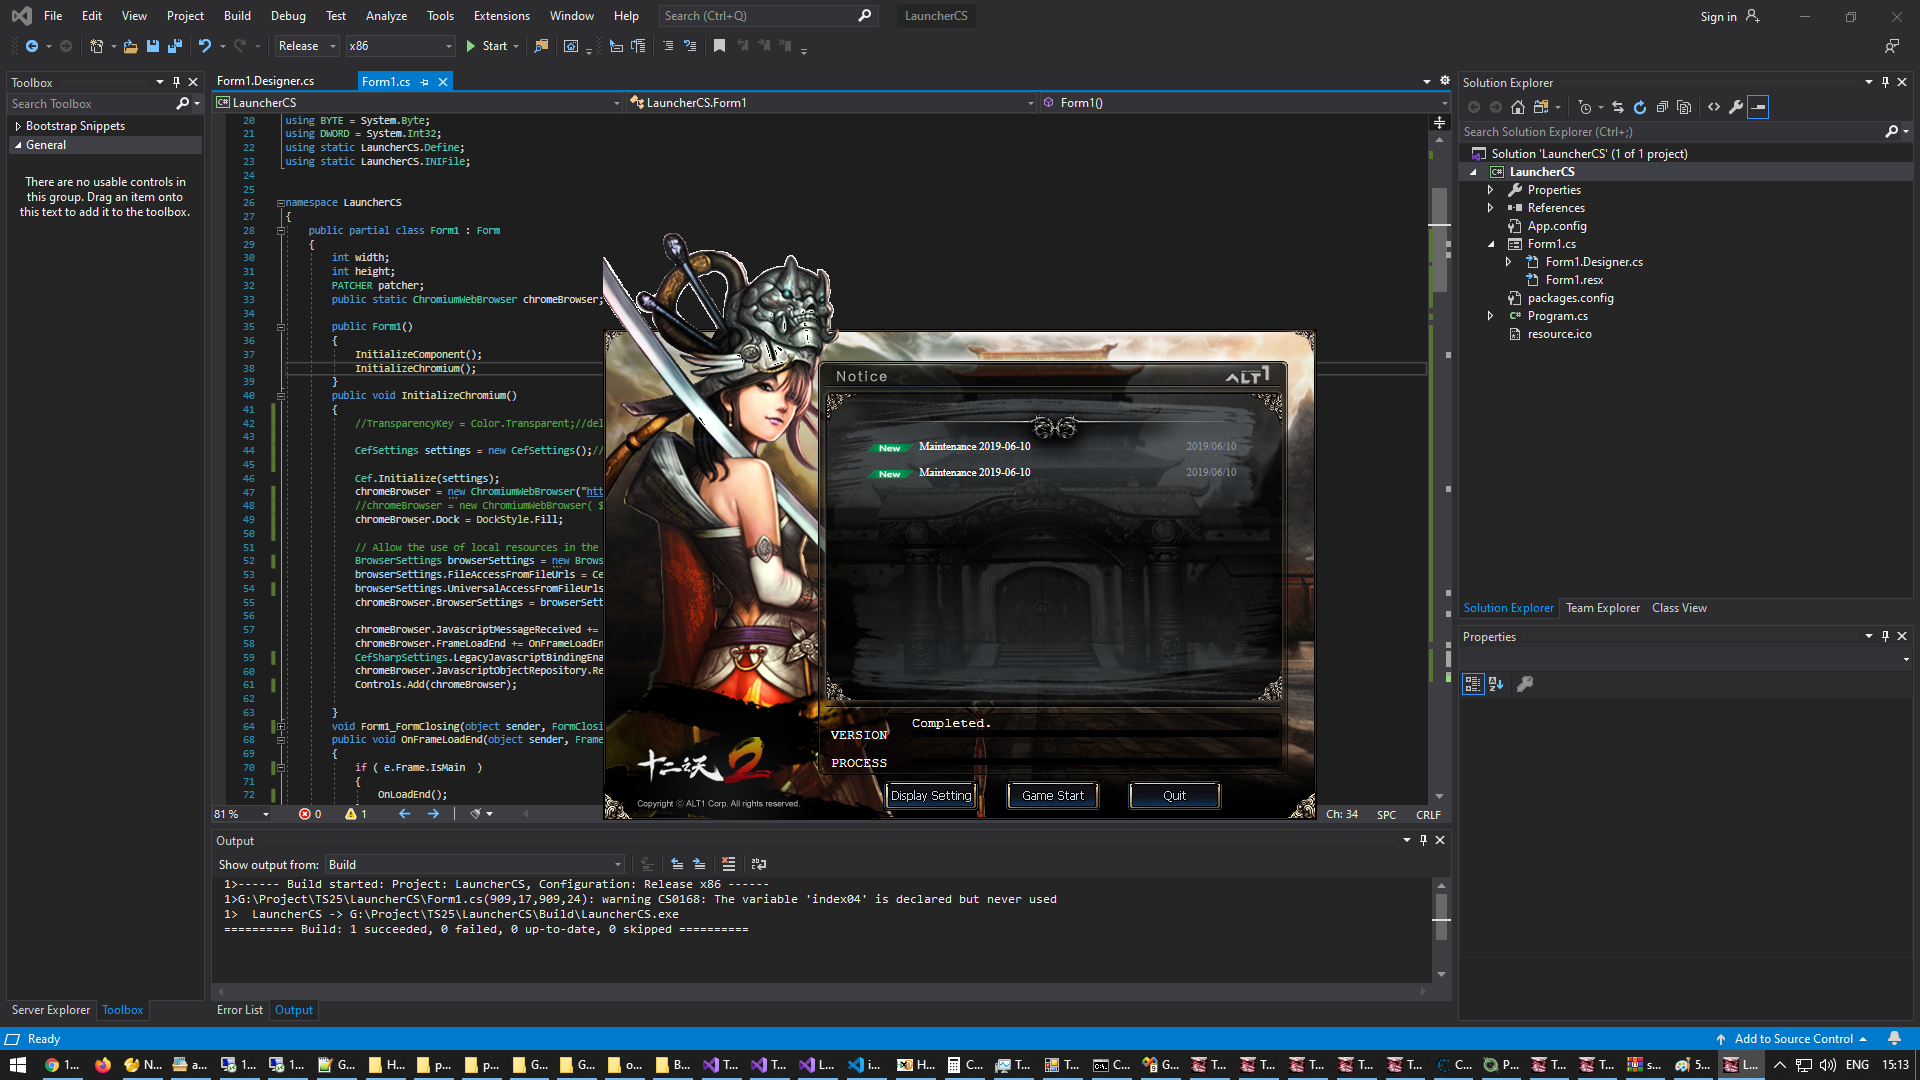 File Edit View Project Build Debug Test Analyze Tools Extensions Window Help Search (Ctrl+Q) LauncherCS Sign in
Release x86 Start
Toolbox
Search Toolbox
Bootstrap Snippets
General
There are no usable controls in
this group. Drag an item onto
this text to add it to the toolbox.
Server Explorer Toolbox
Form1.Designer.cs Form1.cs
LauncherCS LauncherCS.Form1 Form1()
20 using BYTE = System.Byte;
21 using DWORD = System.Int32;
22 using static LauncherCS.Define;
23 using static LauncherCS.INIFile;
24
25
26 namespace LauncherCS
27 {
28 public partial class Form1 : Form
29 {
30 int width;
31 int height;
32 PATCHER patcher;
33 public static ChromiumWebBrowser chromeBrowser;
34
35 public Form1()
36 {
37 InitializeComponent();
38 InitializeChromium();
39 }
40 public void InitializeChromium()
41 {
42 //TransparencyKey = Color.Transparent;//del
43
44 CefSettings settings = new CefSettings();//
45
46 Cef.Initialize(settings);
47 chromeBrowser = new ChromiumWebBrowser("htt
48 //chromeBrowser = new ChromiumWebBrowser( $
49 chromeBrowser.Dock = DockStyle.Fill;
50
51 // Allow the use of local resources in the
52 BrowserSettings browserSettings = new Brows
53 browserSettings.FileAccessFromFileUrls = Ce
54 browserSettings.UniversalAccessFromFileUrls
55 chromeBrowser.BrowserSettings = browserSett
56
57 chromeBrowser.JavascriptMessageReceived +=
58 chromeBrowser.FrameLoadEnd += OnFrameLoadEn
59 CefSharpSettings.LegacyJavascriptBindingEna
60 chromeBrowser.JavascriptObjectRepository.Re
61 Controls.Add(chromeBrowser);
62
63 }
64 void Form1_FormClosing(object sender, FormClosi
68 public void OnFrameLoadEnd(object sender, Frame
69 {
70 if ( e.Frame.IsMain )
71 {
72 OnLoadEnd();
81 % 0 1 Ch: 34 SPC CRLF
Notice ALT1
New Maintenance 2019-06-10 2019/06/10
New Maintenance 2019-06-10 2019/06/10
Completed.
VERSION
PROCESS
十二之天2
Copyright ⓒ ALT1 Corp. All rights reserved.
Display Setting Game Start Quit
Output
Show output from: Build
1>------ Build started: Project: LauncherCS, Configuration: Release x86 ------
1>G:\Project\TS25\LauncherCS\Form1.cs(909,17,909,24): warning CS0168: The variable 'index04' is declared but never used
1> LauncherCS -> G:\Project\TS25\LauncherCS\Build\LauncherCS.exe
========== Build: 1 succeeded, 0 failed, 0 up-to-date, 0 skipped ==========
Error List Output
Solution Explorer
Search Solution Explorer (Ctrl+;)
Solution 'LauncherCS' (1 of 1 project)
LauncherCS
Properties
References
App.config
Form1.cs
Form1.Designer.cs
Form1.resx
packages.config
Program.cs
resource.ico
Solution Explorer Team Explorer Class View
Properties
Ready Add to Source Control
1... N... a... 1... 1... G... H... p... p... G... G... o... B... T... T... L... i... H... C... T... T... C... G... T... T... T... T... T... C... P... T... T... s... 5... L... ENG 15:13